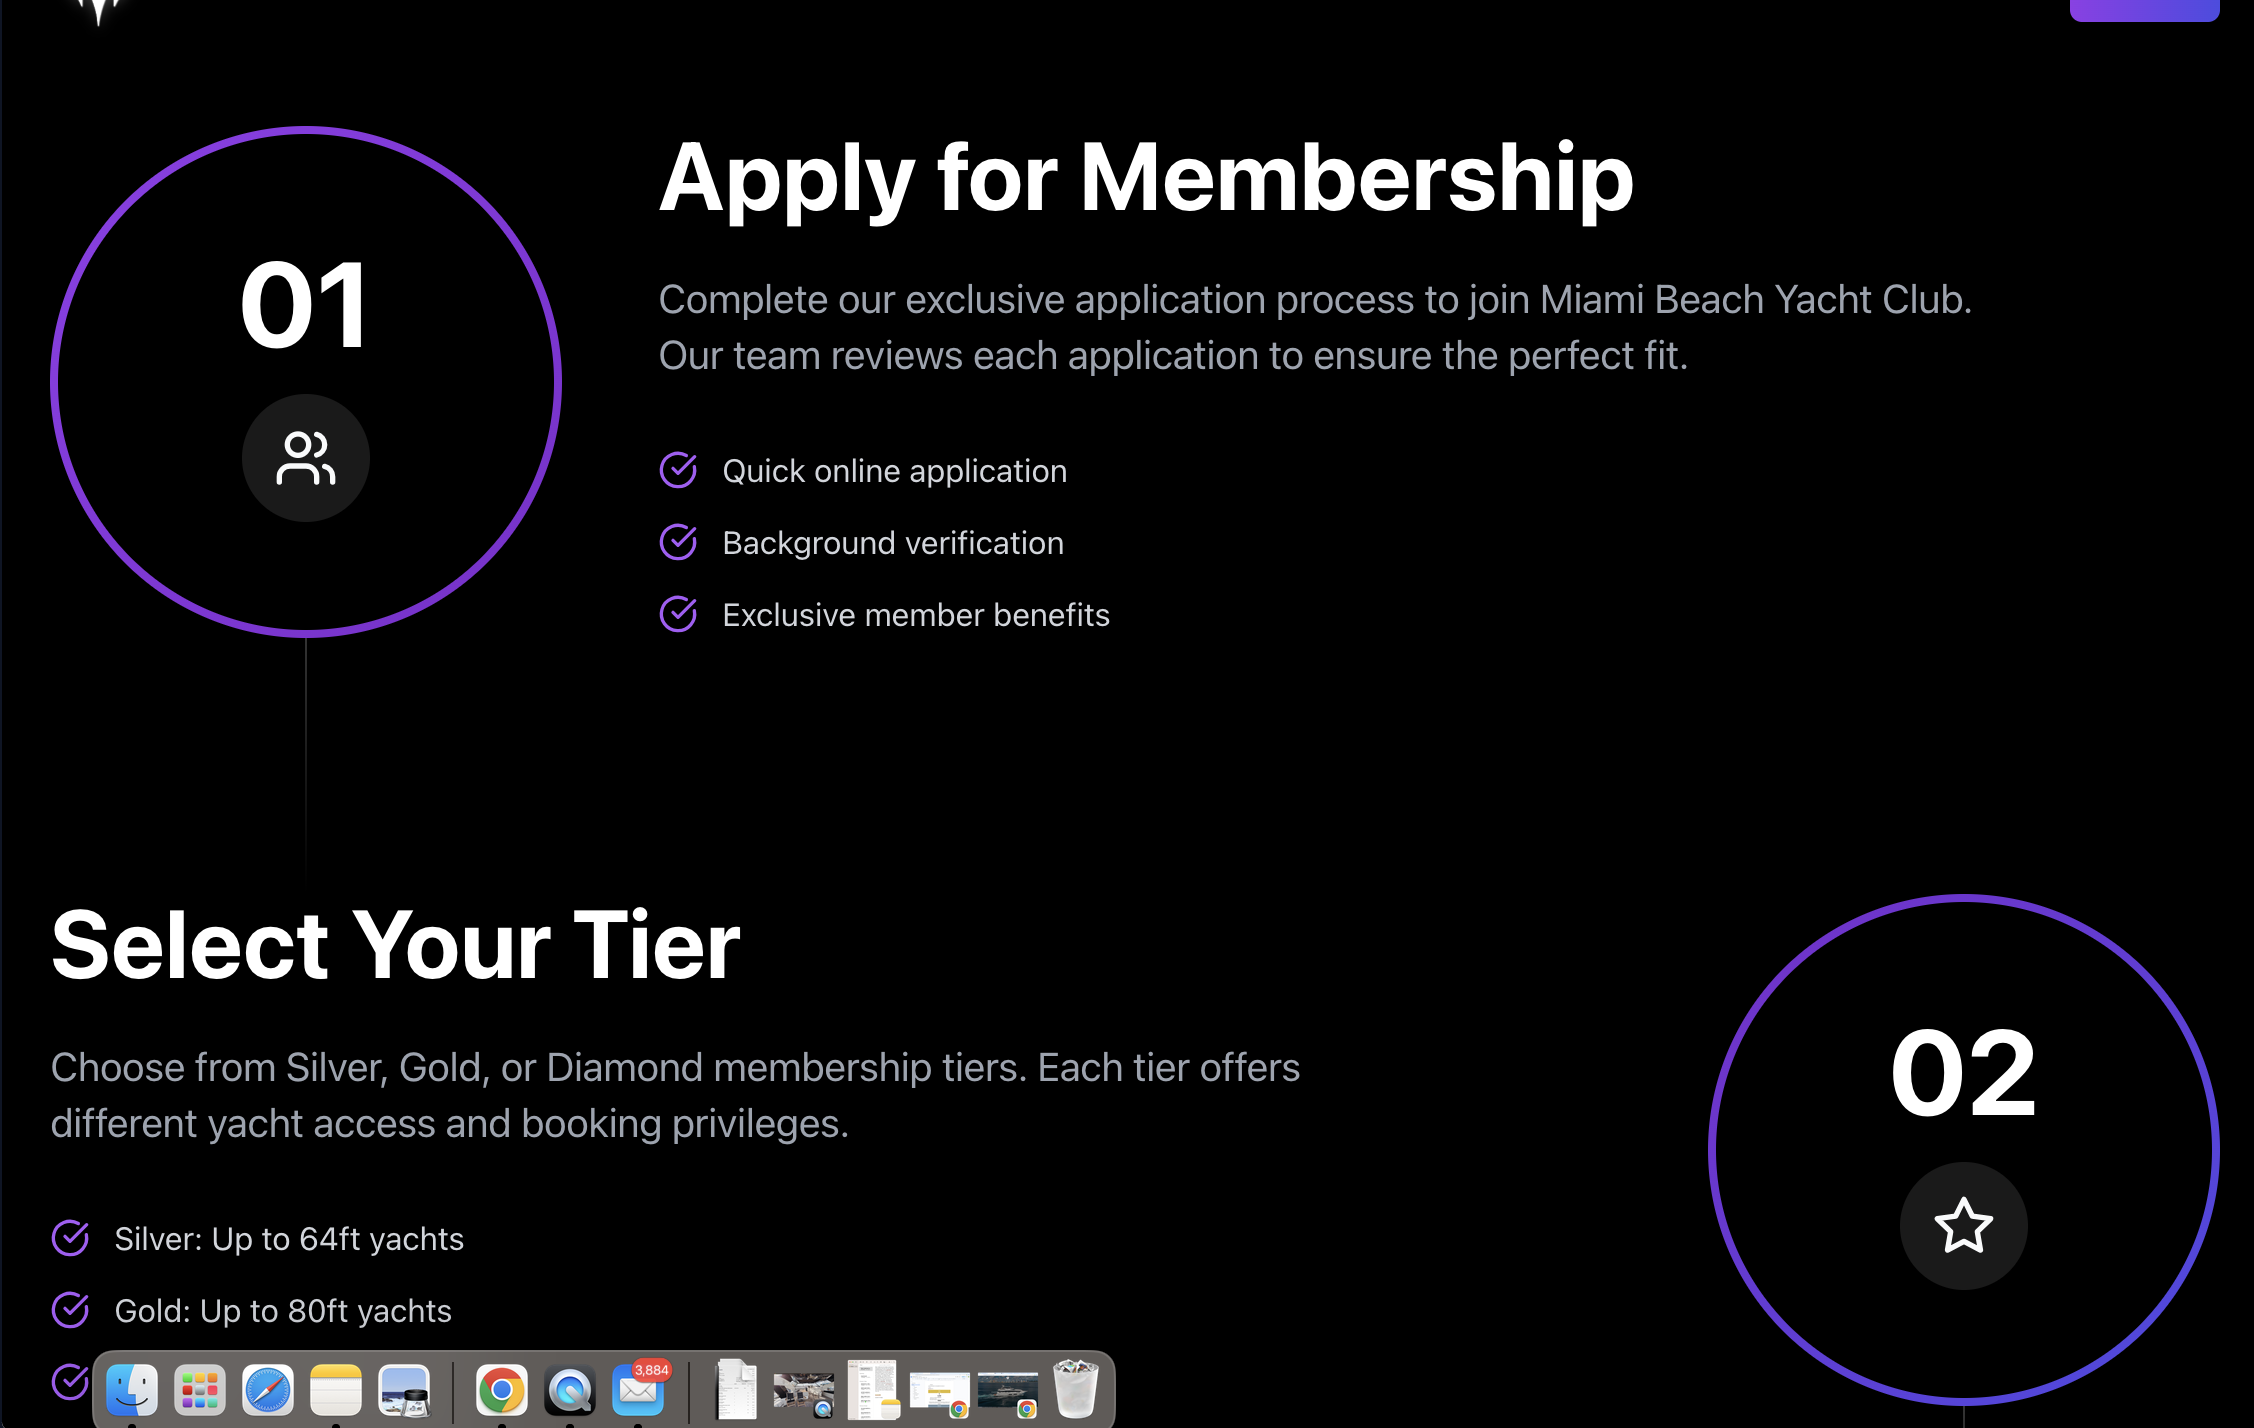 01
Apply for Membership
Complete our exclusive application process to join Miami Beach Yacht Club.
Our team reviews each application to ensure the perfect fit.
Quick online application
Background verification
Exclusive member benefits
Select Your Tier
Choose from Silver, Gold, or Diamond membership tiers. Each tier offers
different yacht access and booking privileges.
Silver: Up to 64ft yachts
Gold: Up to 80ft yachts
02
3,884